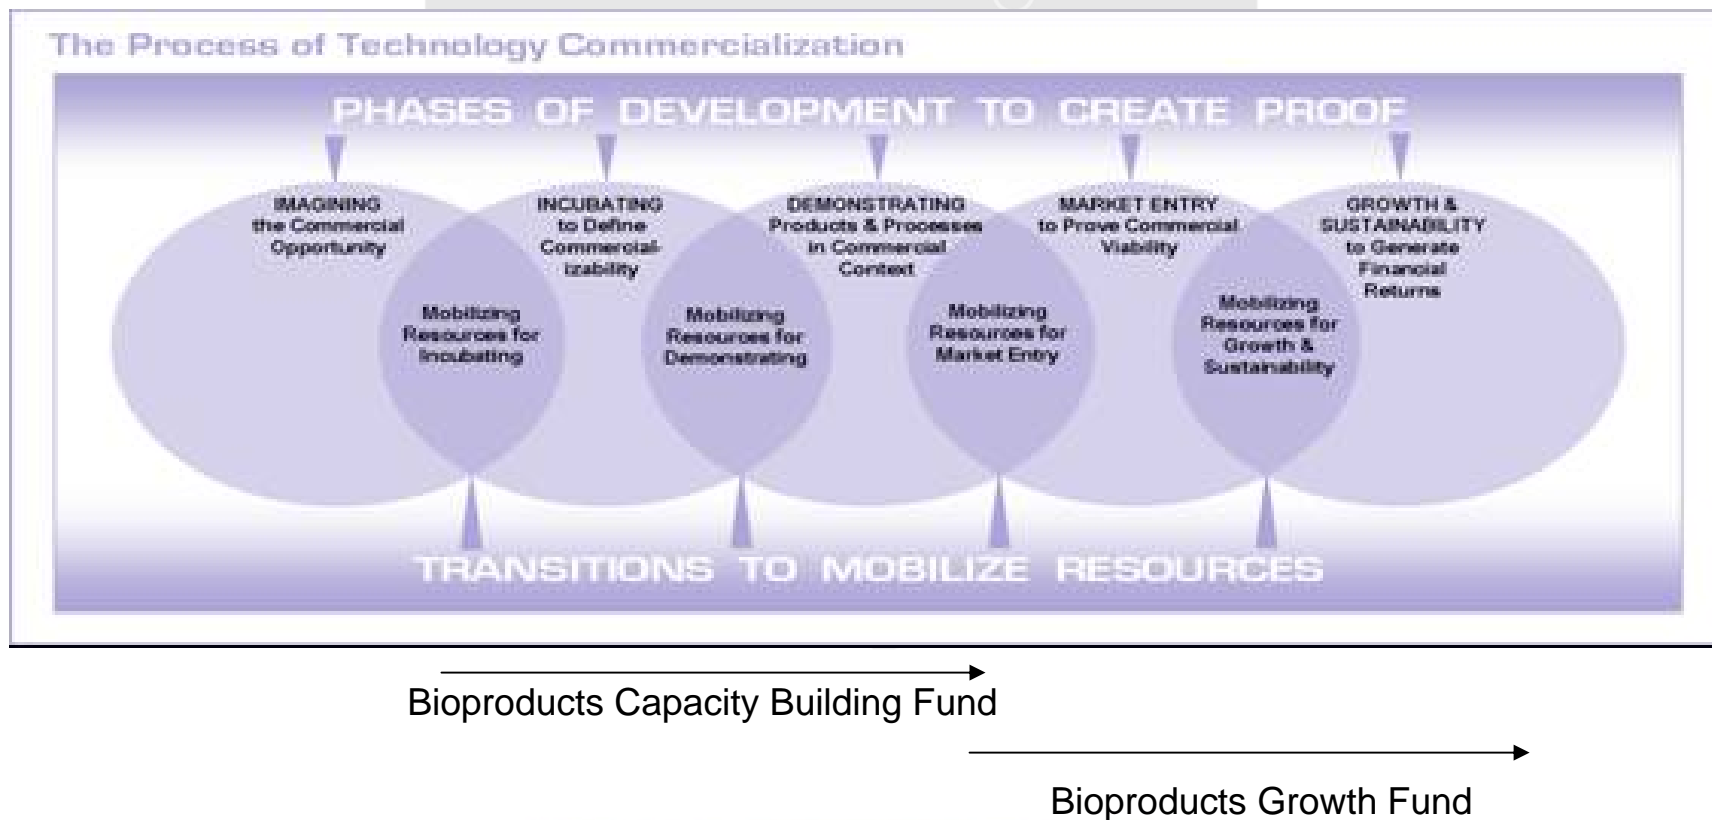 The Process of Technology Commercialization
PHASES OF DEVELOPMENT TO CREATE PROOF
IMAGINING
the Commercial
Opportunity
INCUBATING
to Define
Commercial-
Izability
DEMONSTRATING
Products & Processes
in Commercial
Context
MARKET ENTRY
to Prove Commercial
Viability
GROWTH &
SUSTAINABILITY
to Generate
Financial
Returns
Mobilizing
Resources for
Incubating
Mobilizing
Resources for
Demonstrating
Mobilizing
Resources for
Market Entry
Mobilizing
Resources for
Growth &
Sustainability
TRANSITIONS TO MOBILIZE RESOURCES
Bioproducts Capacity Building Fund
Bioproducts Growth Fund